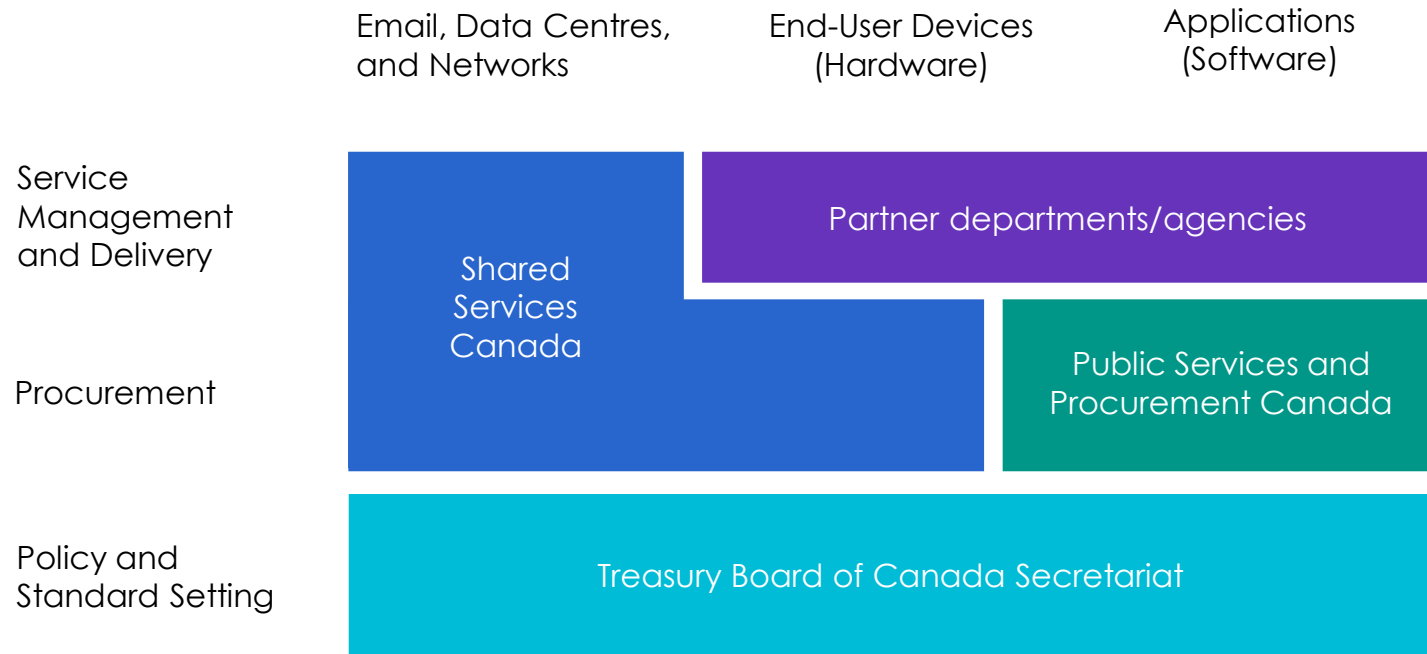 Email, Data Centres,
and Networks
End-User Devices
(Hardware)
Applications
(Software)
Service
Management
and Delivery
Shared
Services
Canada
Partner departments/agencies
Procurement
Public Services and
Procurement Canada
Policy and
Standard Setting
Treasury Board of Canada Secretariat